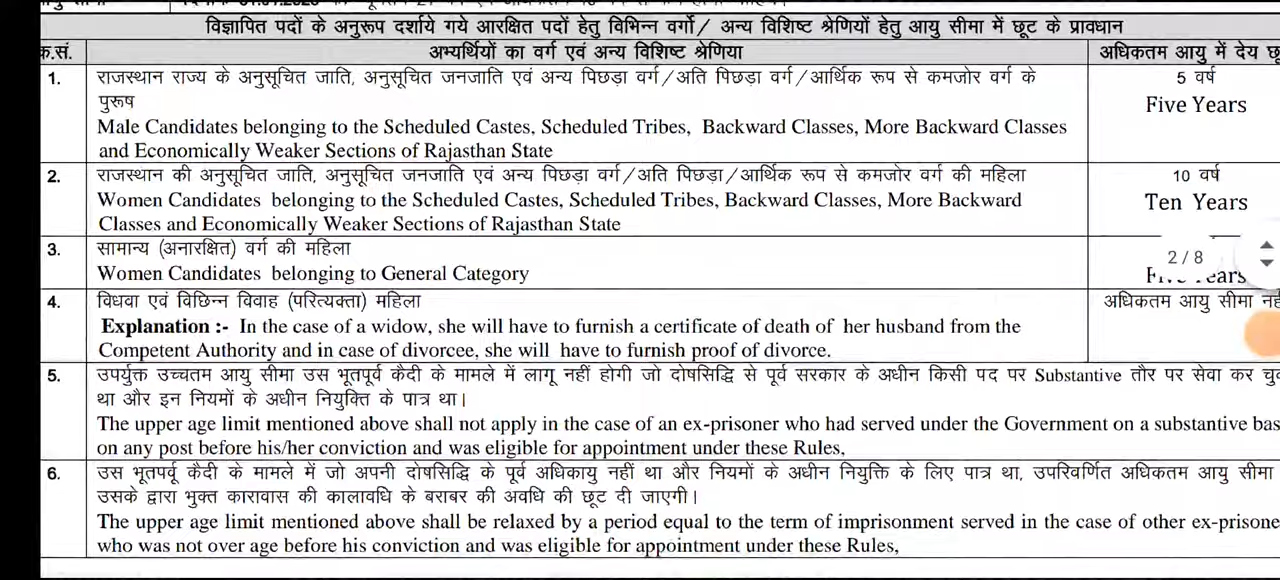 विज्ञापित पदों के अनुरूप दर्शाये गये आरक्षित पदों हेतु विभिन्न वर्गो/ अन्य विशिष्ट श्रेणियों हेतु आयु सीमा में छूट के प्रावधान
क.सं. अभ्यर्थियों का वर्ग एवं अन्य विशिष्ट श्रेणिया अधिकतम आयु में देय
1. राजस्थान राज्य के अनुसूचित जाति, अनुसूचित जनजाति एवं अन्य पिछड़ा वर्ग/अति पिछड़ा वर्ग/आर्थिक रूप से कमजोर वर्ग के 5 वर्ष
पुरूष Five Years
Male Candidates belonging to the Scheduled Castes, Scheduled Tribes, Backward Classes, More Backward Classes
and Economically Weaker Sections of Rajasthan State
2. राजस्थान की अनुसूचित जाति, अनुसूचित जनजाति एवं अन्य पिछड़ा वर्ग/अति पिछड़ा/आर्थिक रूप से कमजोर वर्ग की महिला 10 वर्ष
Women Candidates belonging to the Scheduled Castes, Scheduled Tribes, Backward Classes, More Backward Ten Years
Classes and Economically Weaker Sections of Rajasthan State
3. सामान्य (अनारक्षित) वर्ग की महिला
2 / 8
Women Candidates belonging to General Category
4. विधवा एवं विछिन्न विवाह (परित्यक्ता) महिला अधिकतम आयु सीमा
Explanation :- In the case of a widow, she will have to furnish a certificate of death of her husband from the
Competent Authority and in case of divorcee, she will have to furnish proof of divorce.
5. उपर्युक्त उच्चतम आयु सीमा उस भूतपूर्व कैदी के मामले में लागू नहीं होगी जो दोषसिद्धि से पूर्व सरकार के अधीन किसी पद पर Substantive तौर पर सेवा कर
था और इन नियमों के अधीन नियुक्ति के पात्र था।
The upper age limit mentioned above shall not apply in the case of an ex-prisoner who had served under the Government on a substantive
on any post before his/her conviction and was eligible for appointment under these Rules,
6. उस भूतपर्वू कैदी के मामले में जो अपनी दोषसिद्धि के पूर्व अधिकायु नहीं था और नियमों के अधीन नियुक्ति के लिए पात्र था, उपरिवर्णित अधिकतम आयु सीमा
उसके द्वारा भुक्त कारावास की कालावधि के बराबर की अवधि की छूट दी जाएगी।
The upper age limit mentioned above shall be relaxed by a period equal to the term of imprisonment served in the case of other
who was not over age before his conviction and was eligible for appointment under these Rules,